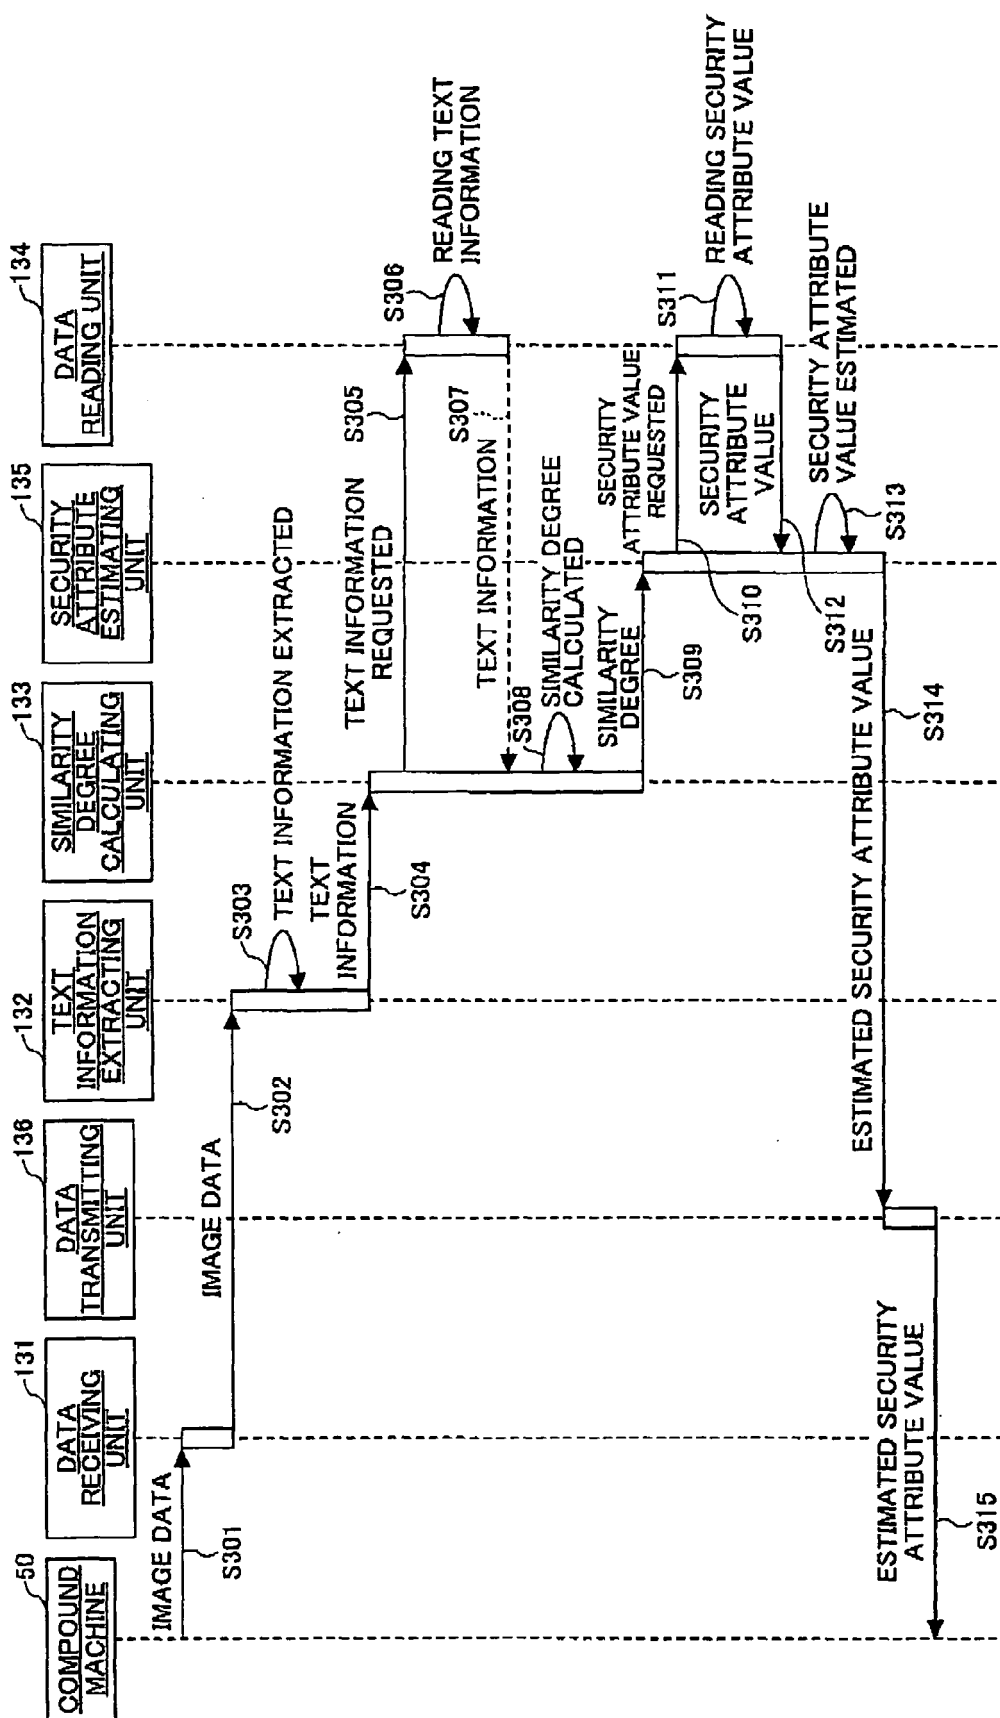 50
COMPOUND
MACHINE
131
DATA
RECEIVING
UNIT
136
DATA
TRANSMITTING
UNIT
132
TEXT
INFORMATION
EXTRACTING
UNIT
133
SIMILARITY
DEGREE
CALCULATING
UNIT
135
SECURITY
ATTRIBUTE
ESTIMATING
UNIT
134
DATA
READING UNIT
IMAGE DATA
S301
IMAGE DATA
S302
S303
TEXT INFORMATION EXTRACTED
TEXT
INFORMATION
S304
TEXT INFORMATION
REQUESTED
S305
S306
READING TEXT
INFORMATION
S307
TEXT INFORMATION
S308
SIMILARITY DEGREE
CALCULATED
SIMILARITY
DEGREE
S309
SECURITY
ATTRIBUTE VALUE
REQUESTED
S310
S311
READING SECURITY
ATTRIBUTE VALUE
SECURITY
ATTRIBUTE
VALUE
S312
SECURITY ATTRIBUTE
VALUE ESTIMATED
S313
ESTIMATED SECURITY ATTRIBUTE VALUE
S314
ESTIMATED SECURITY
ATTRIBUTE VALUE
S315